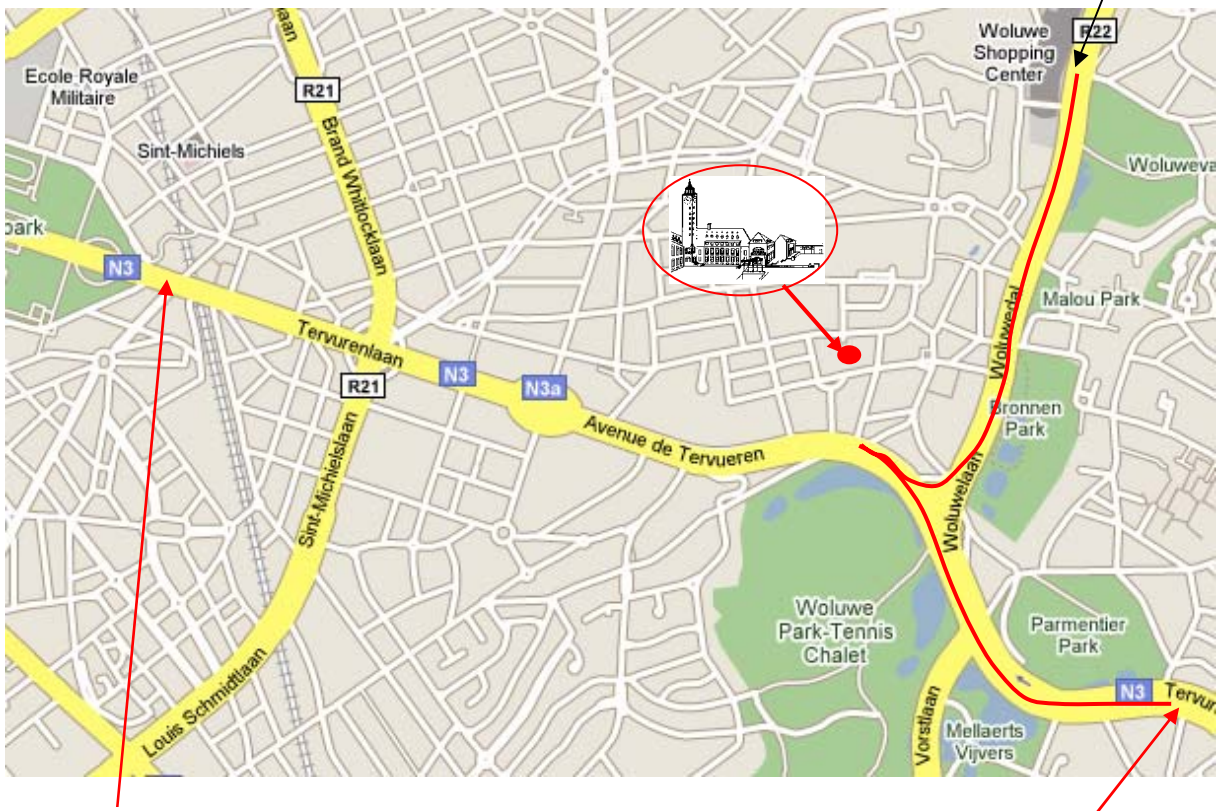 R22
Woluwe
Shopping
Center
Ecole Royale
Militaire
laan
R21
Sint-Michiels
Brand Whitlocklaan
Woluweva
park
N3
Malou Park
Tervurenlaan
Woluwedal
N3
R21
N3a
Bronnen
Park
Avenue de Tervueren
Sint-Michielslaan
Woluwelaan
Woluwe
Park-Tennis
Chalet
Parmentier
Park
N3
Tervur
Louis Schmidtlaan
Vorstlaan
Mellaerts
Vijvers